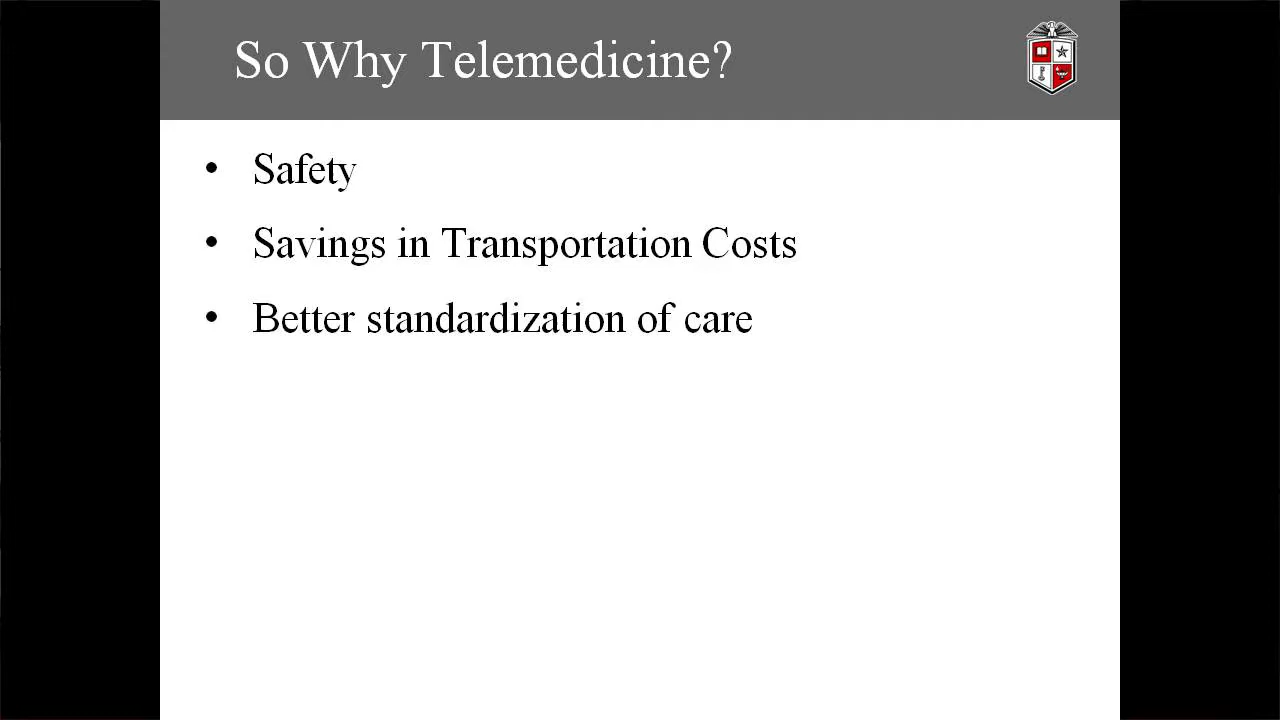 So Why Telemedicine?
• Safety
• Savings in Transportation Costs
• Better standardization of care